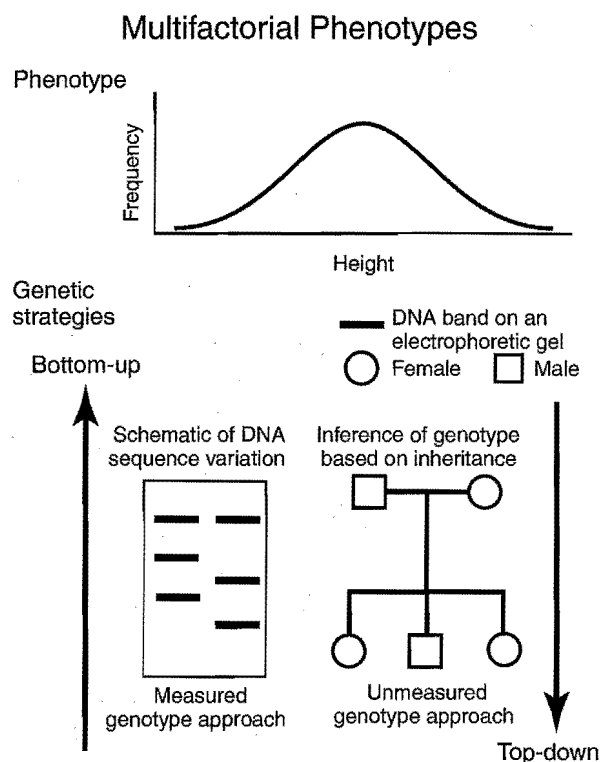 Multifactorial Phenotypes
Phenotype
Frequency
Height
Genetic
strategies
DNA band on an
electrophoretic gel
Female
Male
Bottom-up
Schematic of DNA
sequence variation
Inference of genotype
based on inheritance
Measured
genotype approach
Unmeasured
genotype approach
Top-down